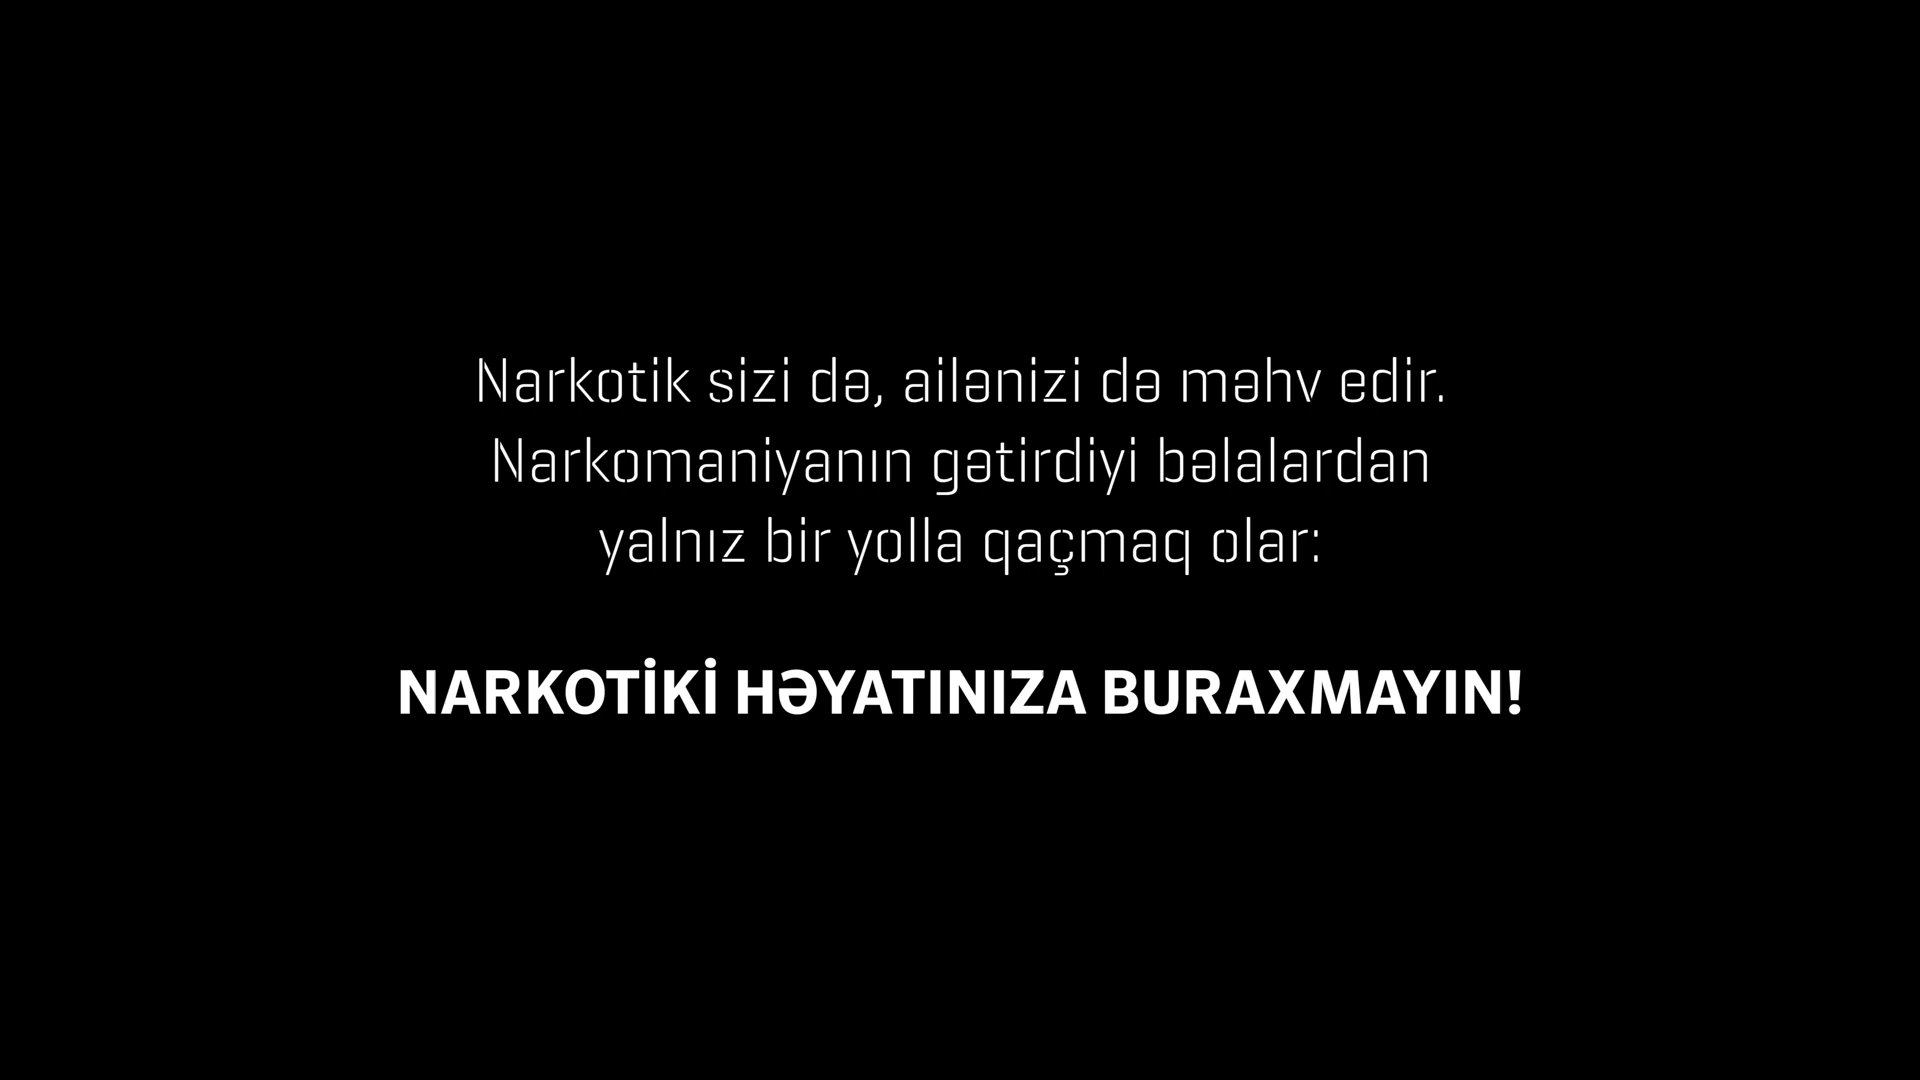 Narkotik sizi də, ailənizi də məhv edir.
Narkomaniyanın gətirdiyi bəlalardan
yalnız bir yolla qaçmaq olar:
NARKOTİKİ HƏYATINIZA BURAXMAYIN!